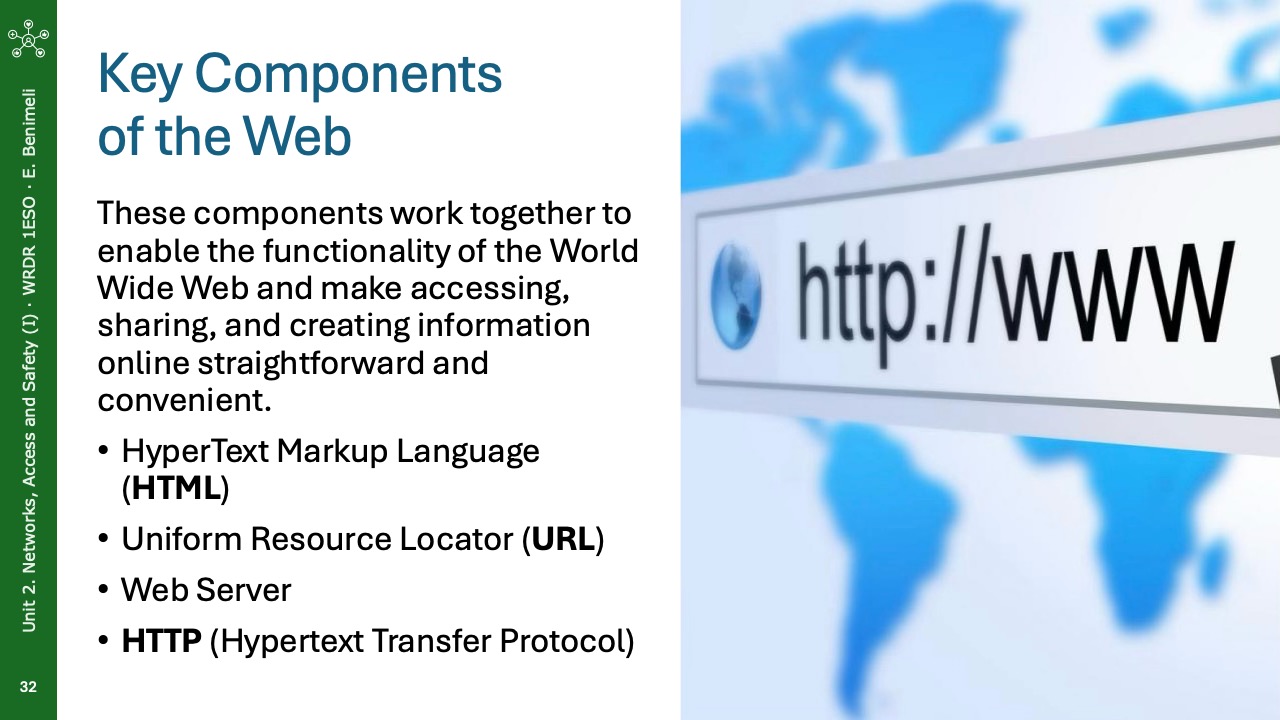 Unit 2. Networks, Access and Safety (I) · WRDR 1ESO · E. Benimeli
32
Key Components
of the Web
These components work together to
enable the functionality of the World
Wide Web and make accessing,
sharing, and creating information
online straightforward and
convenient.
• HyperText Markup Language
(HTML)
• Uniform Resource Locator (URL)
• Web Server
• HTTP (Hypertext Transfer Protocol)
http://www